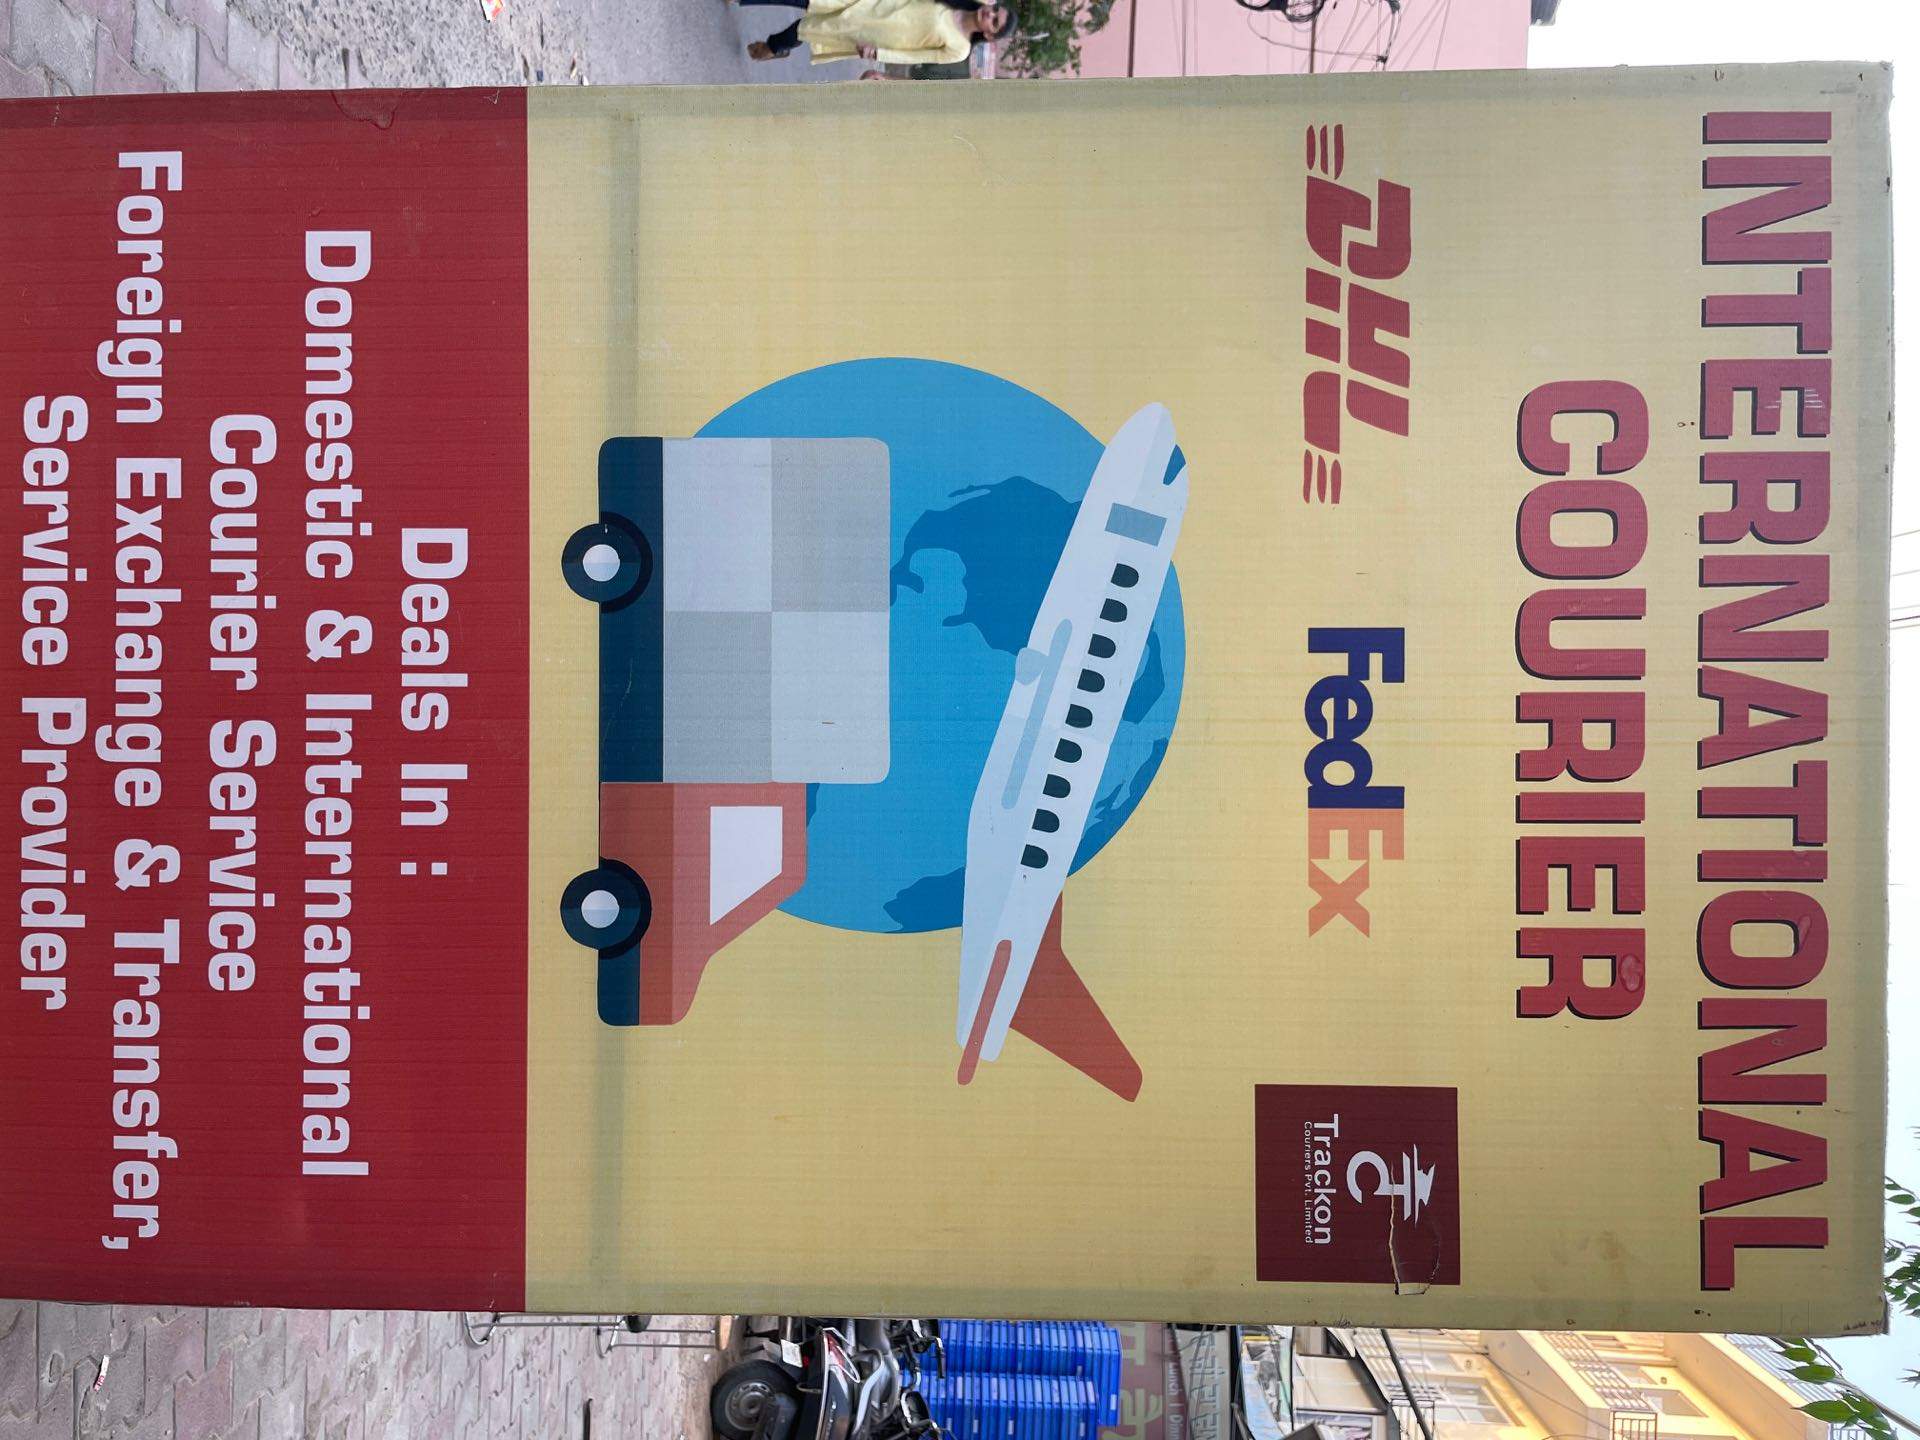 INTERNATIONAL
COURIER
DHL
FedEx
Trackon
Couriers Pvt. Limited
Deals In :
Domestic & International
Courier Service
Foreign Exchange & Transfer,
Service Provider